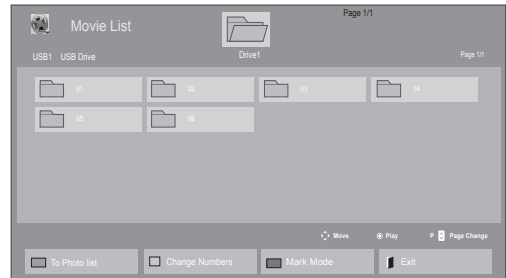 Page 1/1
Movie List
Drive1
USB1 USB Drive
Page 1/1
01 02 03 04
05 06
Move Play P Page Change
To Photo list Change Numbers Mark Mode Exit